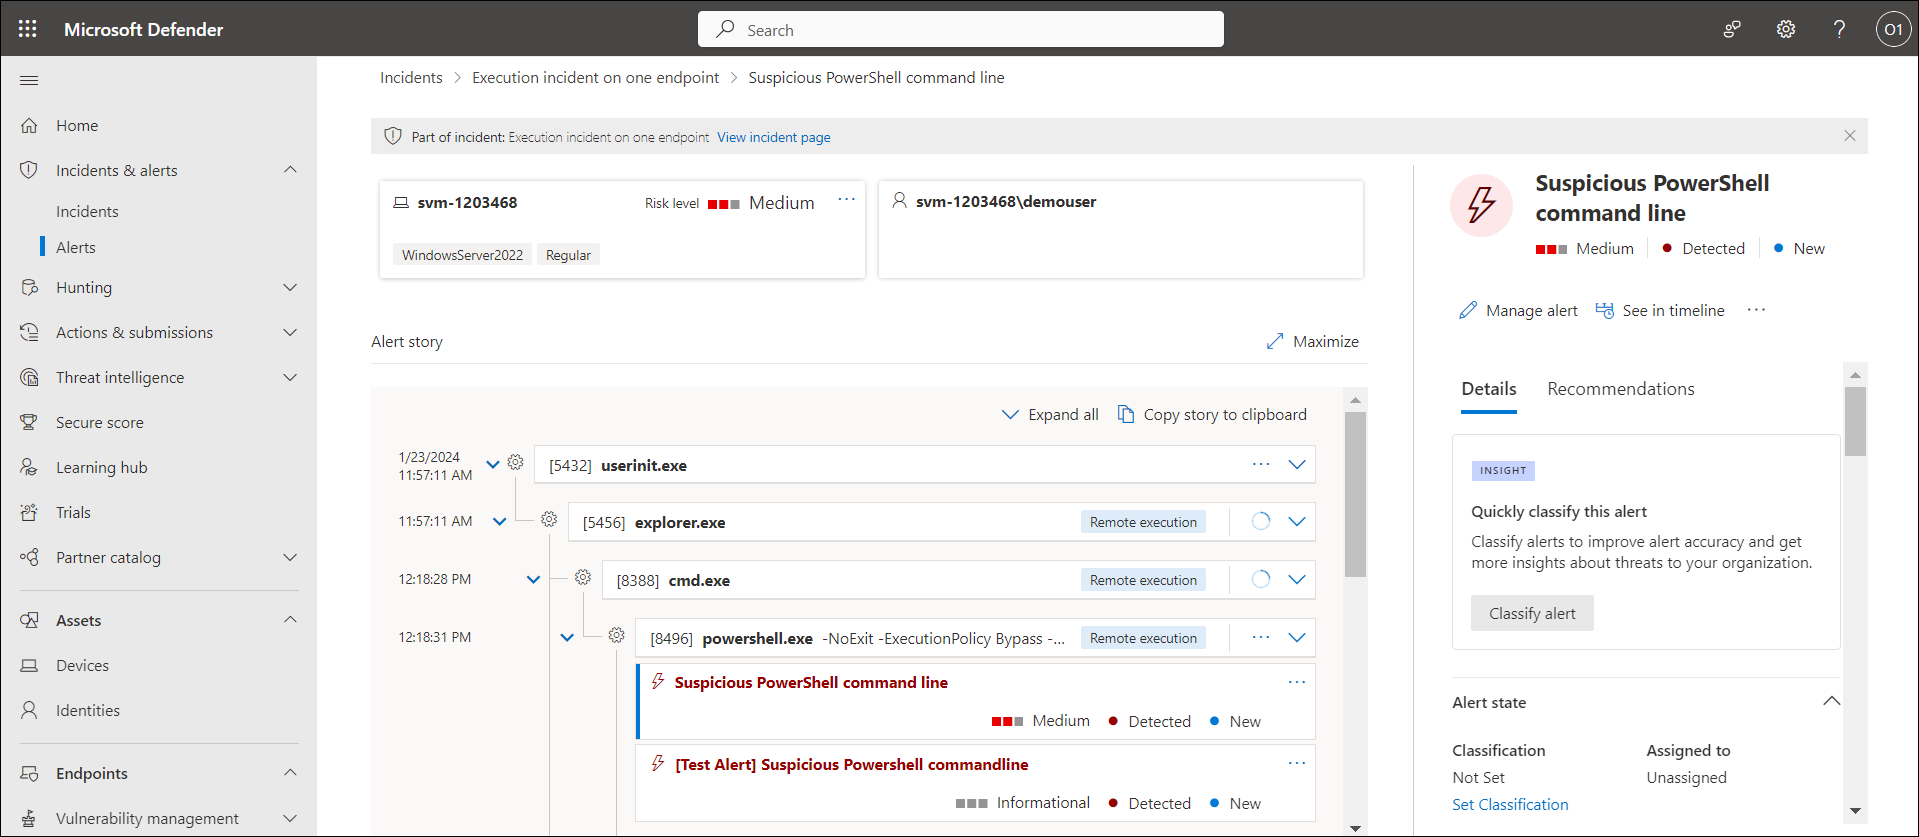 Microsoft Defender
Search
?
O1
Home
Incidents & alerts
Incidents
Alerts
Hunting
Actions & submissions
Threat intelligence
Secure score
Learning hub
Trials
Partner catalog
Assets
Devices
Identities
Endpoints
Vulnerability management
Incidents > Execution incident on one endpoint > Suspicious PowerShell command line
Part of incident: Execution incident on one endpoint View incident page
svm-1203468 Risk level Medium ...
WindowsServer2022 Regular
svm-1203468\demouser
Alert story
Maximize
Expand all Copy story to clipboard
1/23/2024
11:57:11 AM
[5432] userinit.exe ...
11:57:11 AM
[5456] explorer.exe Remote execution
12:18:28 PM
[8388] cmd.exe Remote execution
12:18:31 PM
[8496] powershell.exe -NoExit -ExecutionPolicy Bypass -... Remote execution ...
Suspicious PowerShell command line ...
Medium Detected New
[Test Alert] Suspicious Powershell commandline ...
Informational Detected New
Suspicious PowerShell
command line
Medium Detected New
Manage alert See in timeline ...
Details Recommendations
INSIGHT
Quickly classify this alert
Classify alerts to improve alert accuracy and get
more insights about threats to your organization.
Classify alert
Alert state
Classification Assigned to
Not Set Unassigned
Set Classification